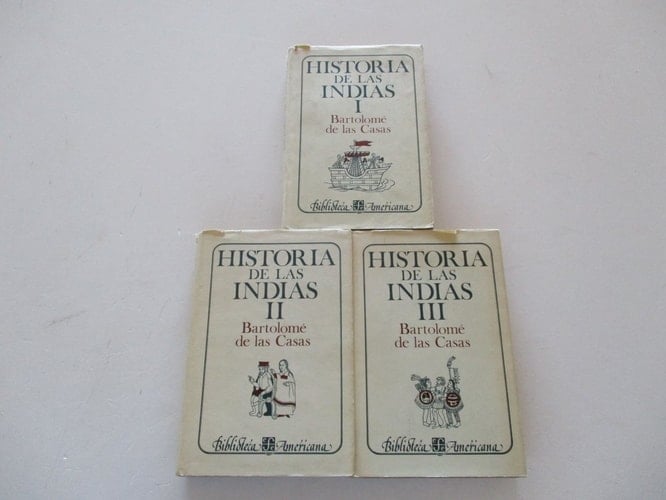 HISTORIA
DE LAS
INDIAS
I
Bartolomé
de las Casas
Biblioteca Americana
HISTORIA
DE LAS
INDIAS
II
Bartolomé
de las Casas
Biblioteca Americana
HISTORIA
DE LAS
INDIAS
III
Bartolomé
de las Casas
Biblioteca Americana